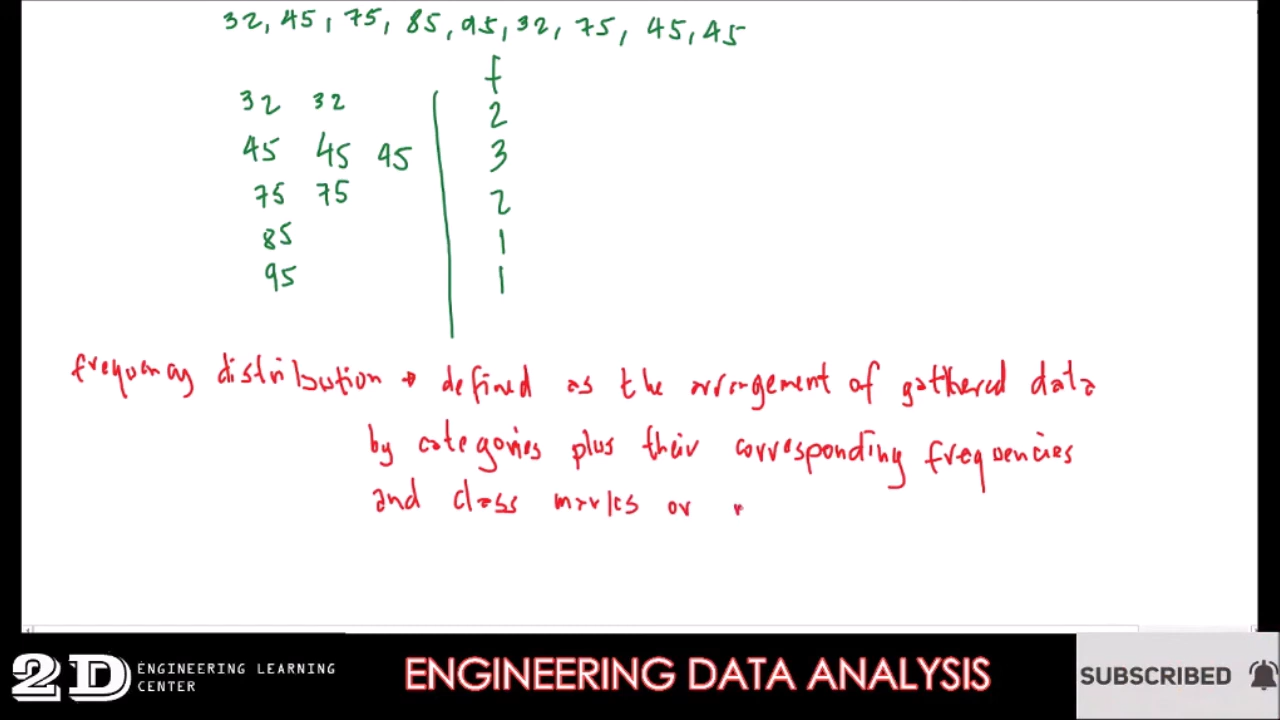 32, 45, 75, 85, 95, 32, 75, 45, 45
f
32 32 2
45 45 45 3
75 75 2
85 1
95 1
frequency distribution → defined as the arrangement of gathered data
by categories plus their corresponding frequencies
and class marks or
2D ENGINEERING LEARNING
CENTER
ENGINEERING DATA ANALYSIS
SUBSCRIBED